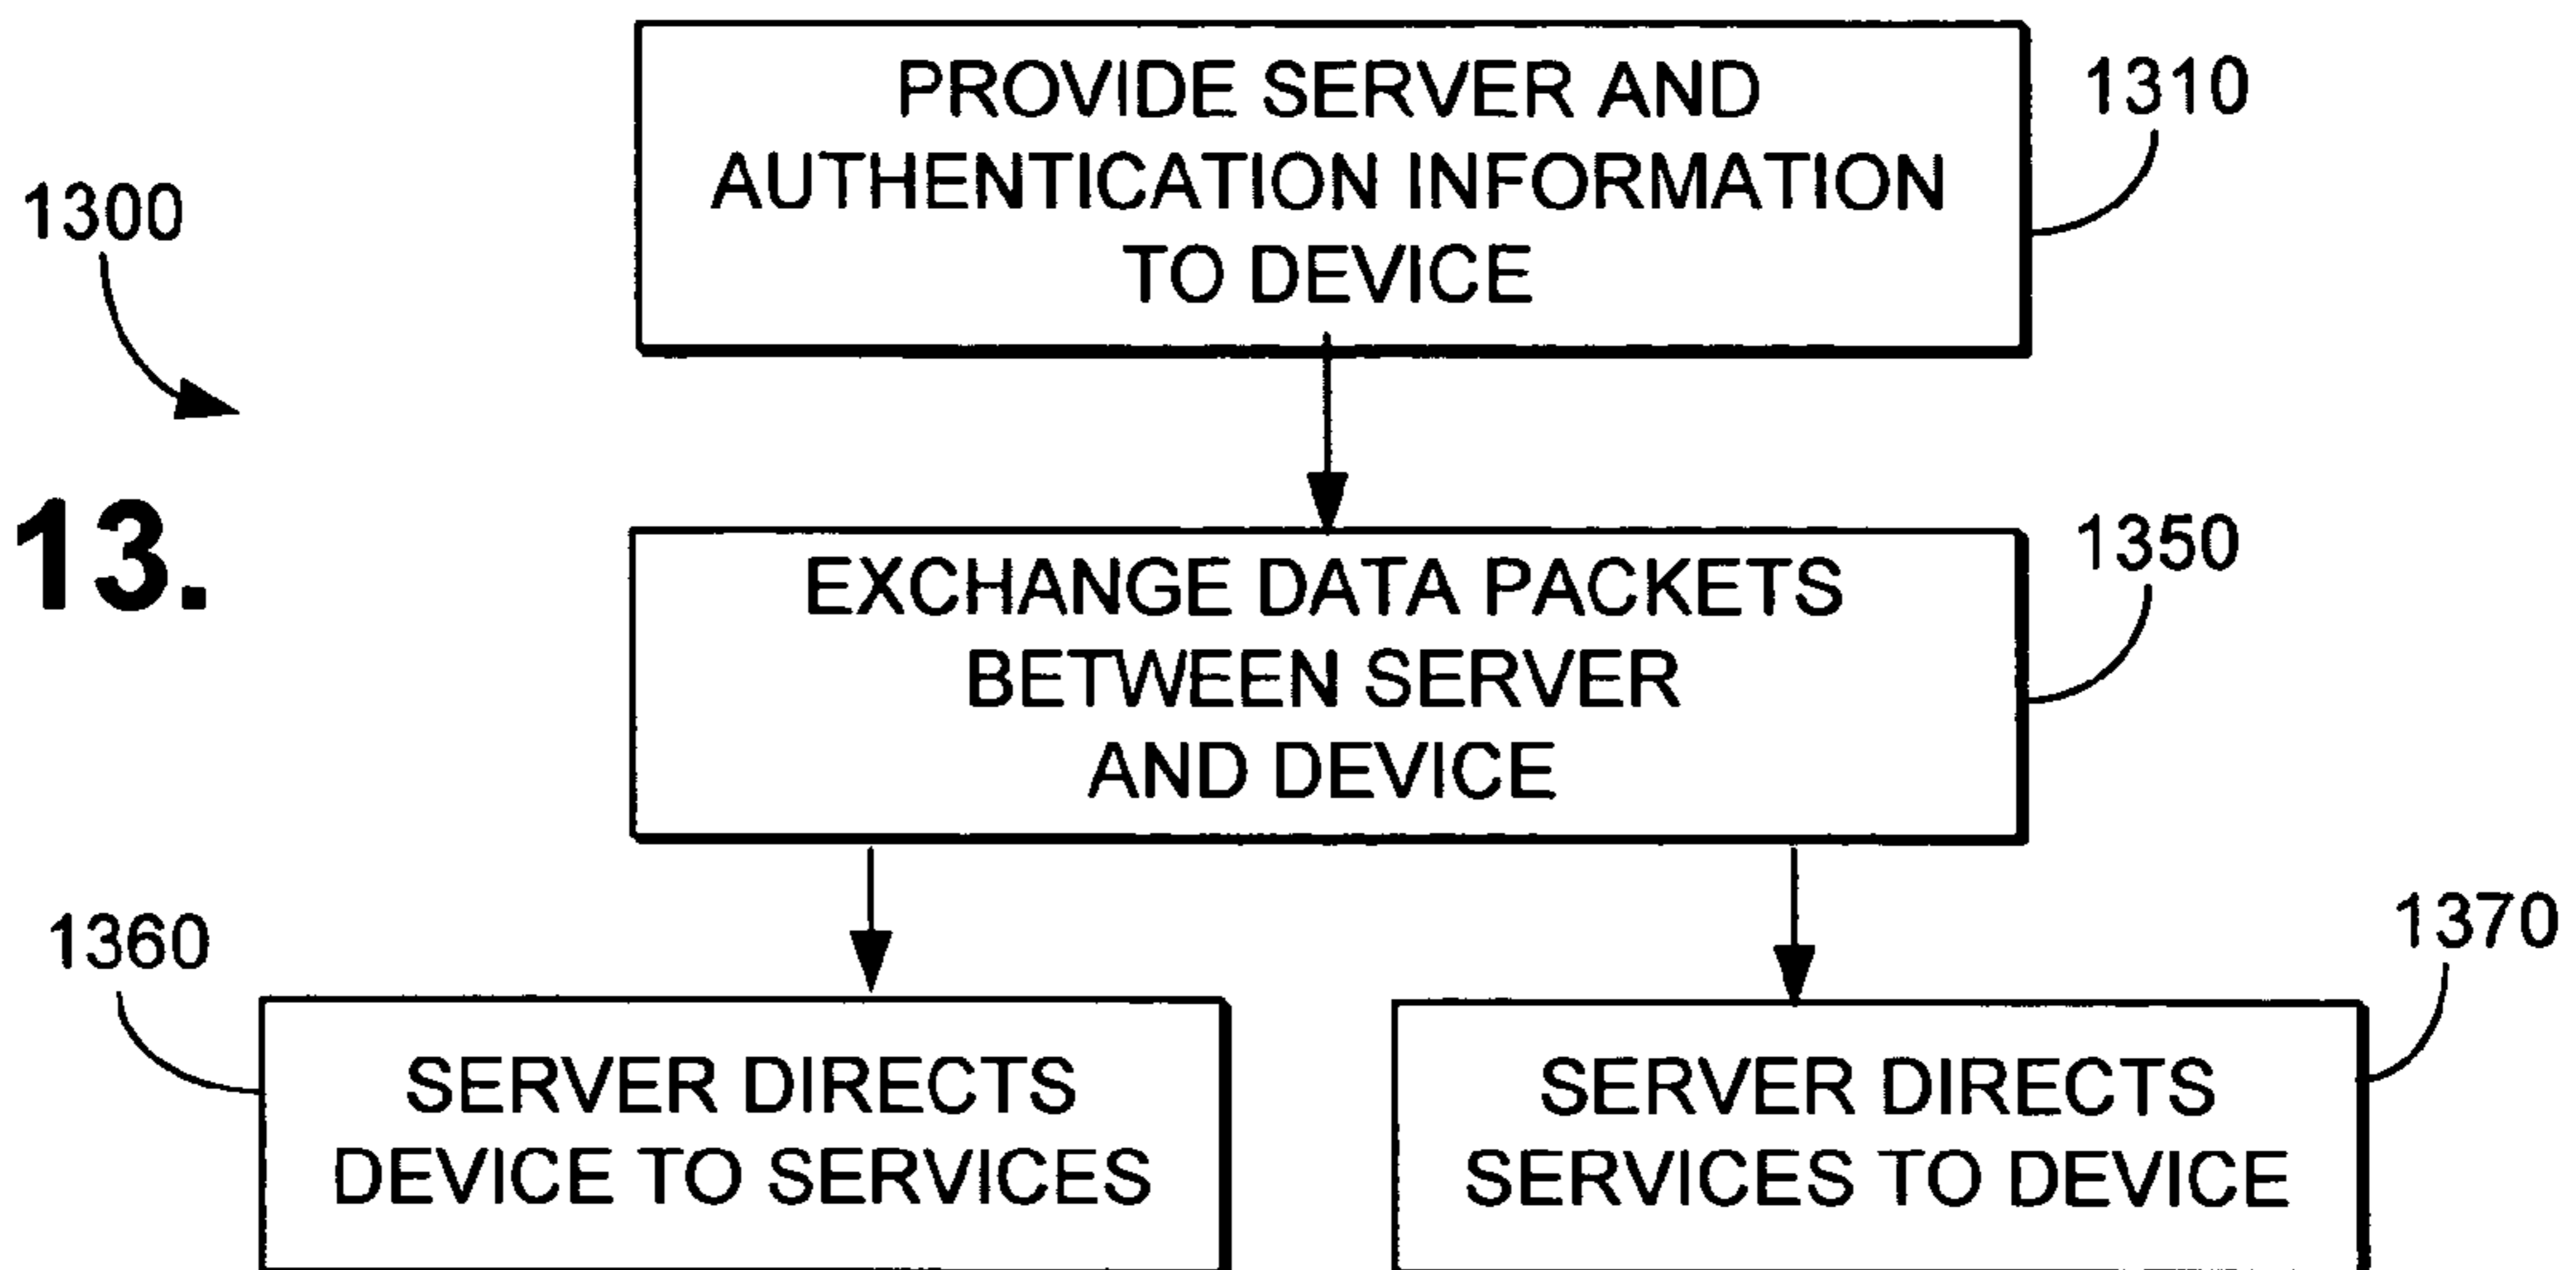 PROVIDE SERVER AND
AUTHENTICATION INFORMATION
TO DEVICE
1310
1300
13.
EXCHANGE DATA PACKETS
BETWEEN SERVER
AND DEVICE
1350
1360
SERVER DIRECTS
DEVICE TO SERVICES
1370
SERVER DIRECTS
SERVICES TO DEVICE